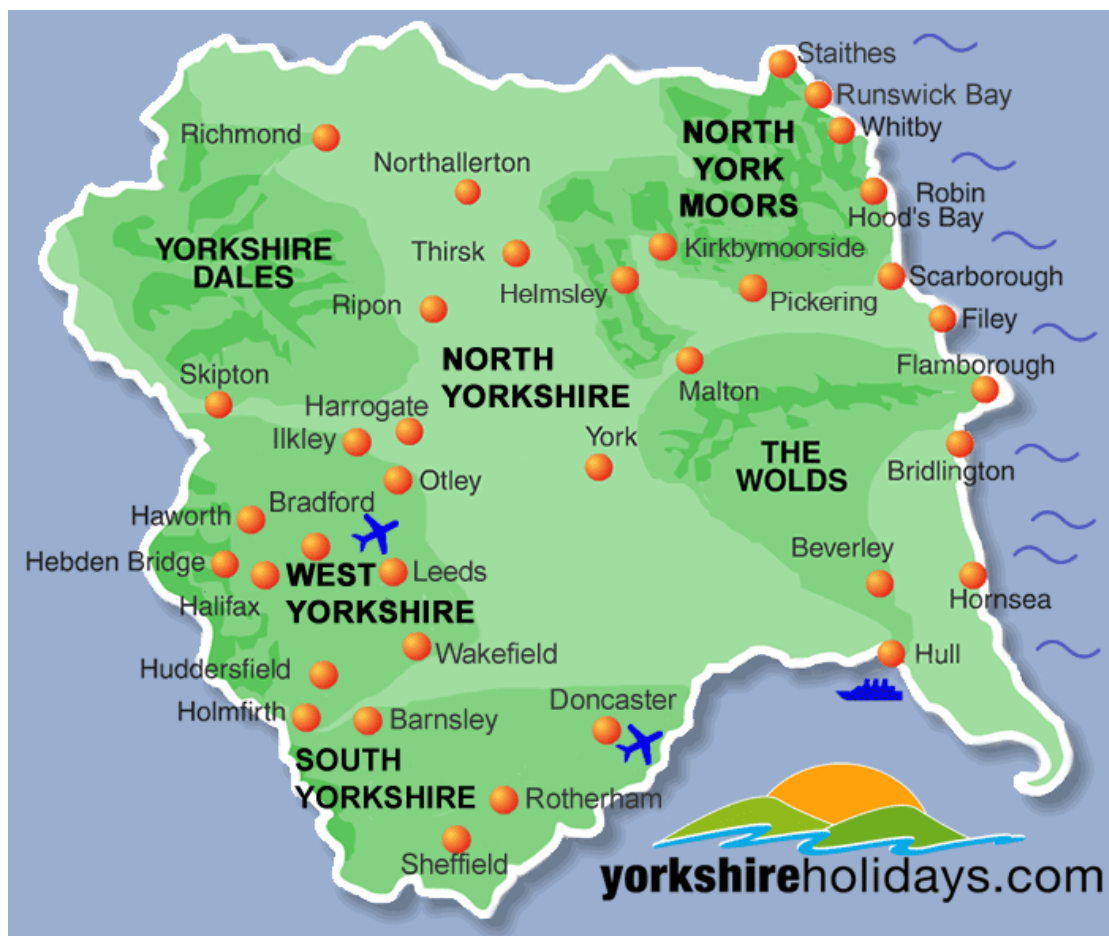 Staithes
Runswick Bay
Whitby
Richmond
NORTH
YORK
MOORS
Northallerton
Robin
Hood's Bay
YORKSHIRE
DALES
Thirsk
Kirkbymoorside
Scarborough
Helmsley
Pickering
Ripon
Filey
NORTH
YORKSHIRE
Flamborough
Skipton
Malton
Harrogate
Ilkley
York
THE
WOLDS
Bridlington
Otley
Bradford
Haworth
Beverley
Hebden Bridge
WEST
YORKSHIRE
Leeds
Halifax
Hornsea
Wakefield
Hull
Huddersfield
Doncaster
Holmfirth
Barnsley
SOUTH
YORKSHIRE
Rotherham
Sheffield
yorkshireholidays.com